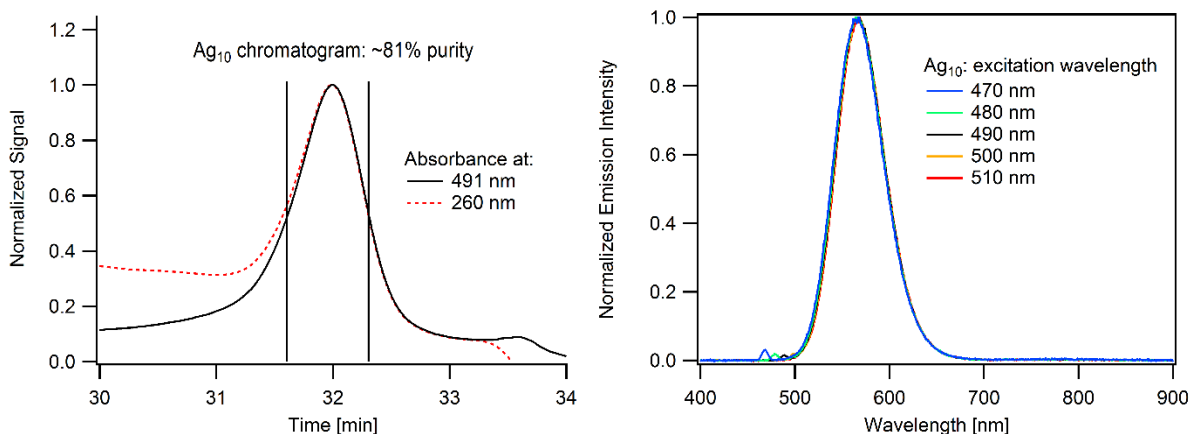 Ag₁₀ chromatogram: ~81% purity
Normalized Signal
1.2
1.0
0.8
0.6
0.4
0.2
0.0
Absorbance at:
491 nm
260 nm
30
31
32
33
34
Time [min]
Normalized Emission Intensity
1.0
0.8
0.6
0.4
0.2
0.0
Ag₁₀: excitation wavelength
470 nm
480 nm
490 nm
500 nm
510 nm
400
500
600
700
800
900
Wavelength [nm]